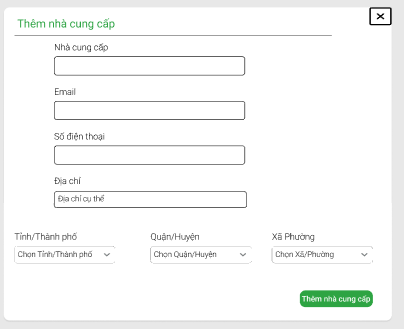 Thêm nhà cung cấp
Nhà cung cấp
Email
Số điện thoại
Địa chỉ
Địa chỉ cụ thể
Tỉnh/Thành phố Quận/Huyện Xã Phường
Chọn Tỉnh/Thành phố Chọn Quận/Huyện Chọn Xã/Phường
Thêm nhà cung cấp